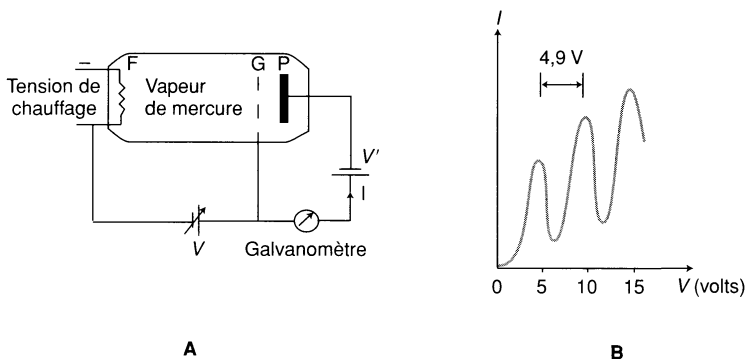 F
G P
Tension de
chauffage
Vapeur
de mercure
V'
I
V
Galvanomètre
A
I
4,9 V
0 5 10 15 V (volts)
B